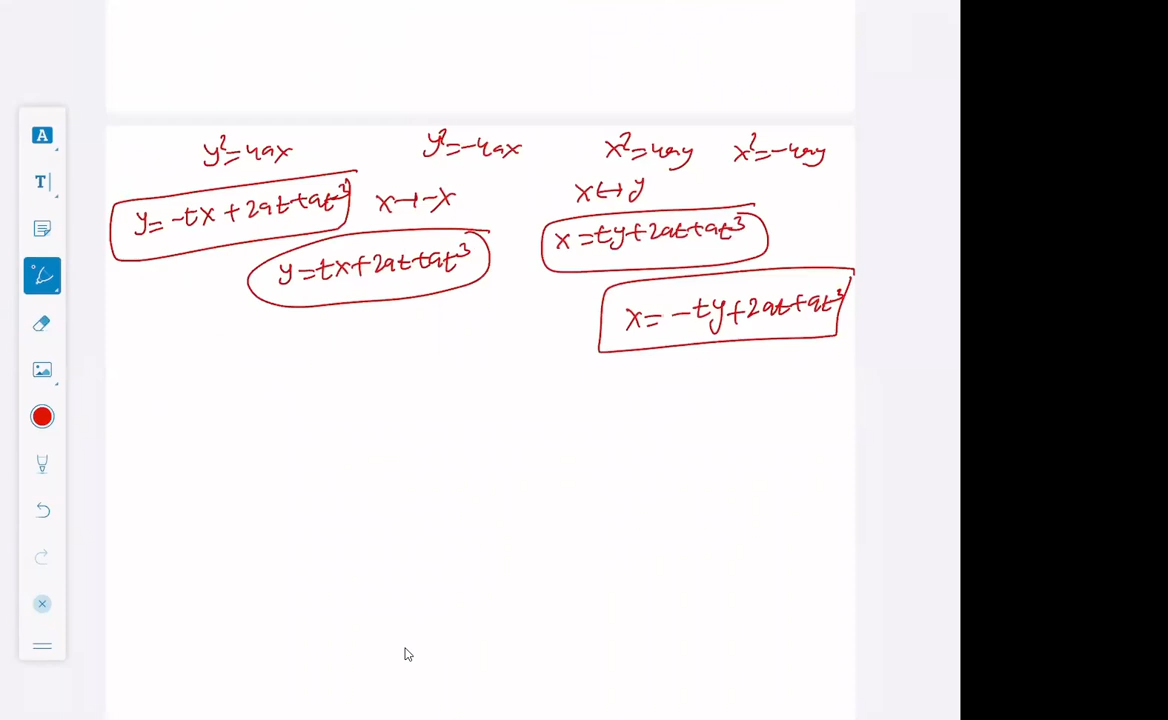 y²=4ax y²=-4ax x²=4ay x²=-4ay
y=-tx+2at+at³ x→-x x↔y
y=tx+2at+at³ x=ty+2at+at³
x=-ty+2at+at³
A
T